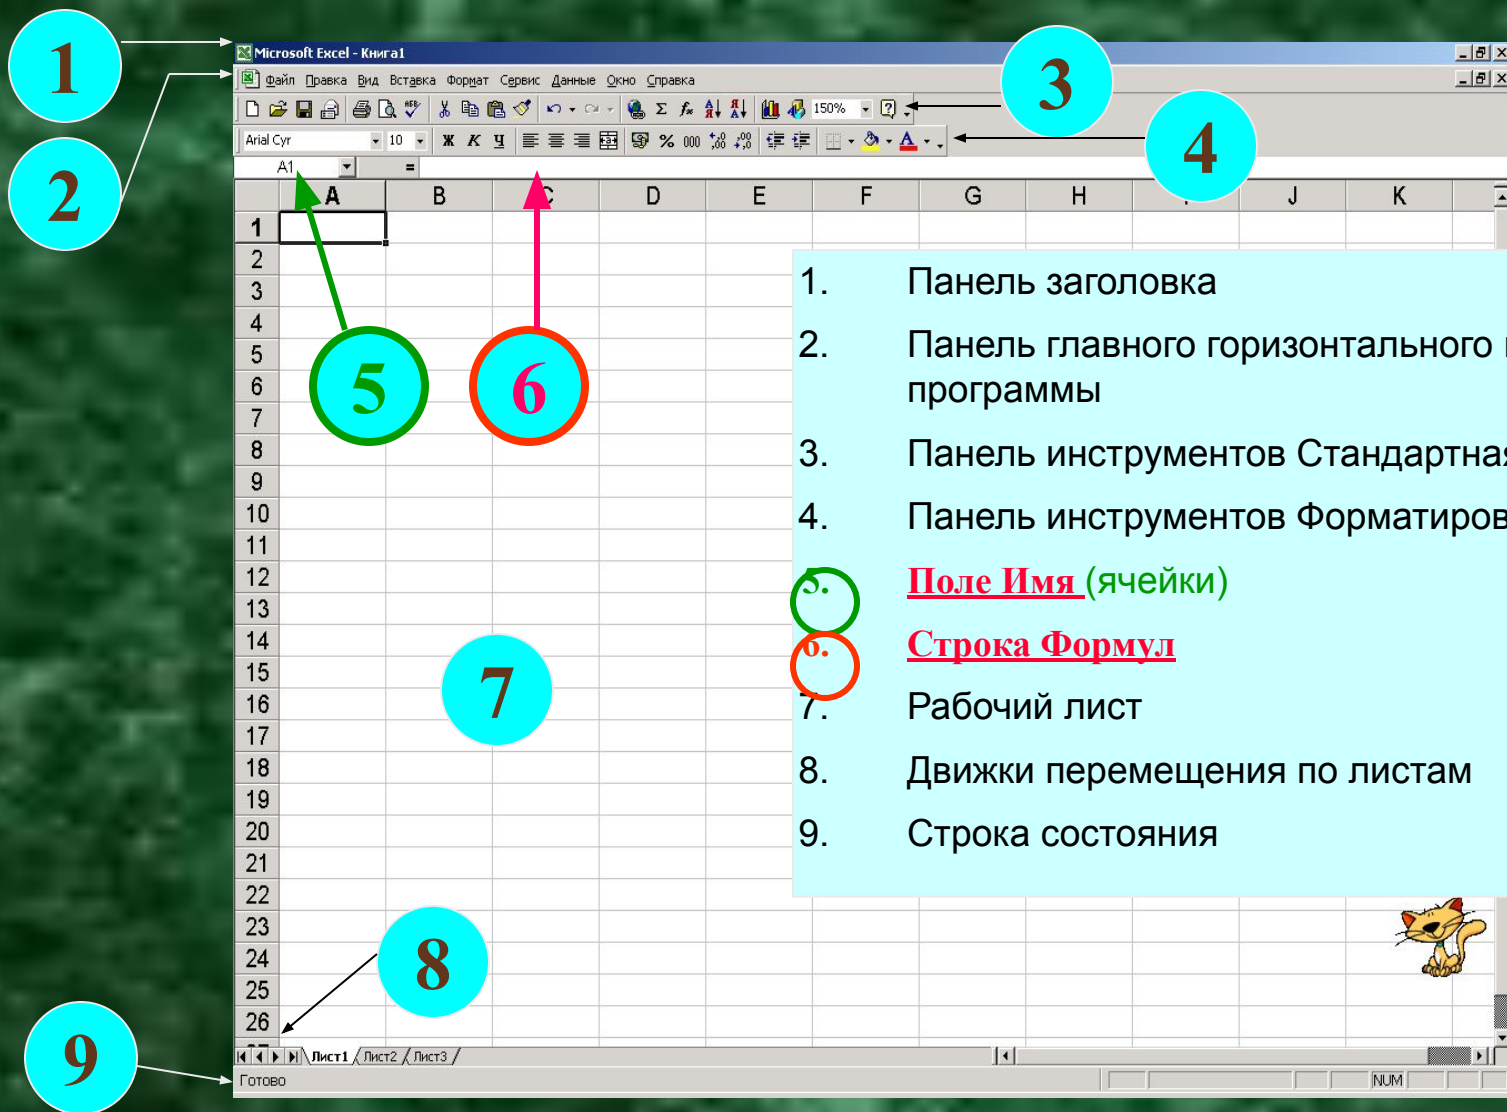 1
Microsoft Excel - Книга1
2
Файл Правка Вид Вставка Формат Сервис Данные Окно Справка
3
150%
4
Arial Cyr 10 Ж К Ч % 000
A1 =
A B C D E F G H J K
1
2
3
4
5
6
7
8
9
10
11
12
13
14
15
16
17
18
19
20
21
22
23
24
25
26
5
6
7
8
9
1. Панель заголовка
2. Панель главного горизонтального
программы
3. Панель инструментов Стандартная
4. Панель инструментов Форматиров
5. Поле Имя (ячейки)
6. Строка Формул
7. Рабочий лист
8. Движки перемещения по листам
9. Строка состояния
Лист1 Лист2 Лист3
Готово NUM